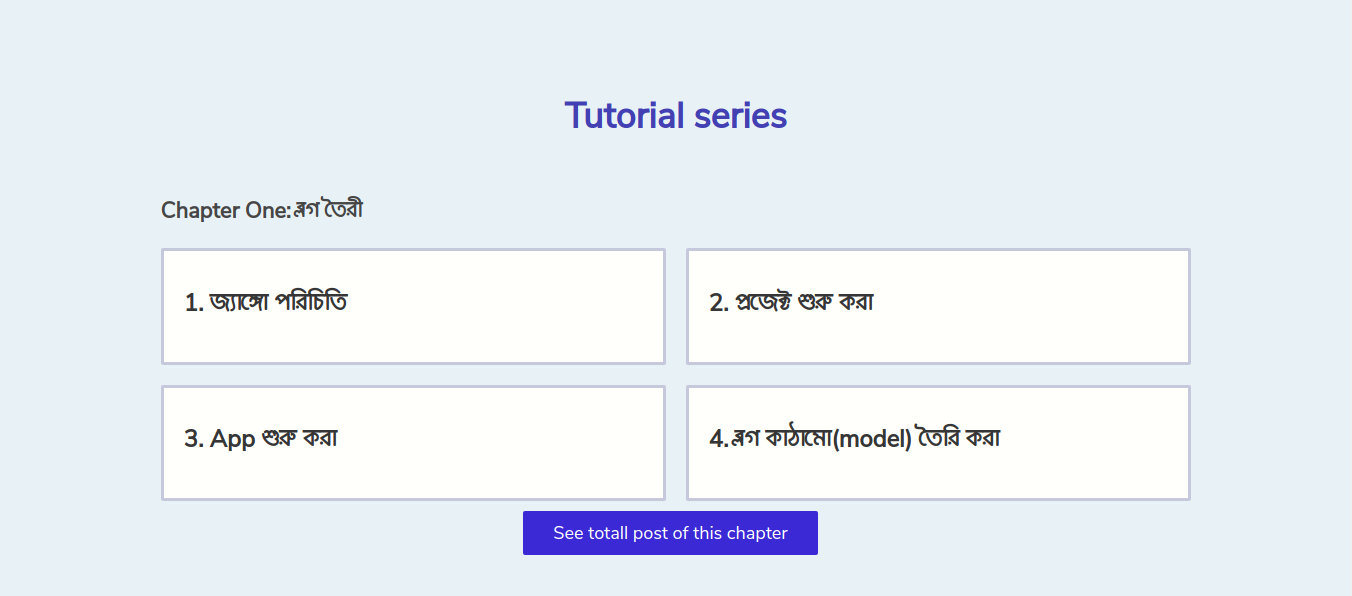 Tutorial series
Chapter One: ব্লগ তৈরী
1. জ্যাঙ্গো পরিচিতি
2. প্রজেক্ট শুরু করা
3. App শুরু করা
4. ব্লগ কাঠামো(model) তৈরি করা
See totall post of this chapter